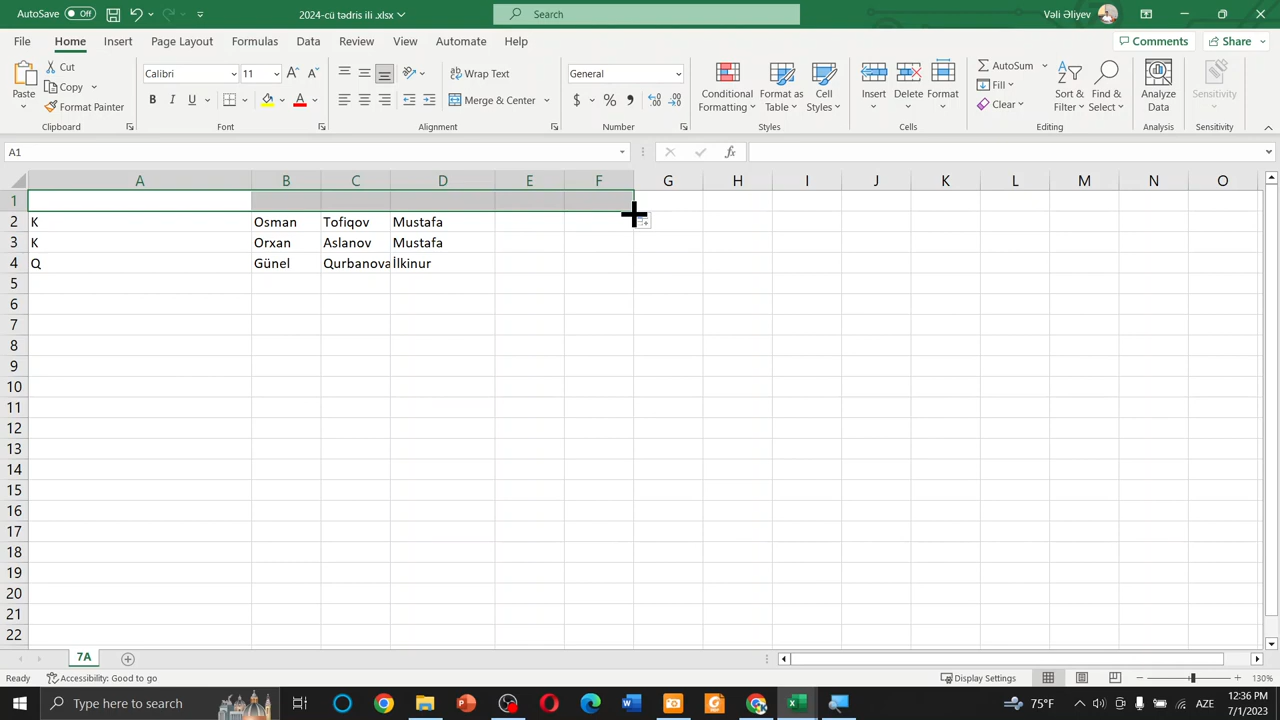 AutoSave Off 2024-cü tədris ili .xlsx Search Vəli Əliyev
File Home Insert Page Layout Formulas Data Review View Automate Help Comments Share
Paste Cut Copy Format Painter
Clipboard
Calibri 11 A A
B I U A
Font
Wrap Text
Merge & Center
Alignment
General
$ % ,
Number
Conditional Formatting Format as Table Cell Styles
Styles
Insert Delete Format
Cells
AutoSum
Fill
Clear
Sort & Filter Find & Select
Editing
Analyze Data
Analysis
Sensitivity
Sensitivity
A1 fx
A B C D E F G H I J K L M N O
1
2 K Osman Tofiqov Mustafa
3 K Orxan Aslanov Mustafa
4 Q Günel Qurbanova İlkinur
5
6
7
8
9
10
11
12
13
14
15
16
17
18
19
20
21
22
7A
Ready Accessibility: Good to go Display Settings 130%
Type here to search 75°F AZE 12:36 PM 7/1/2023